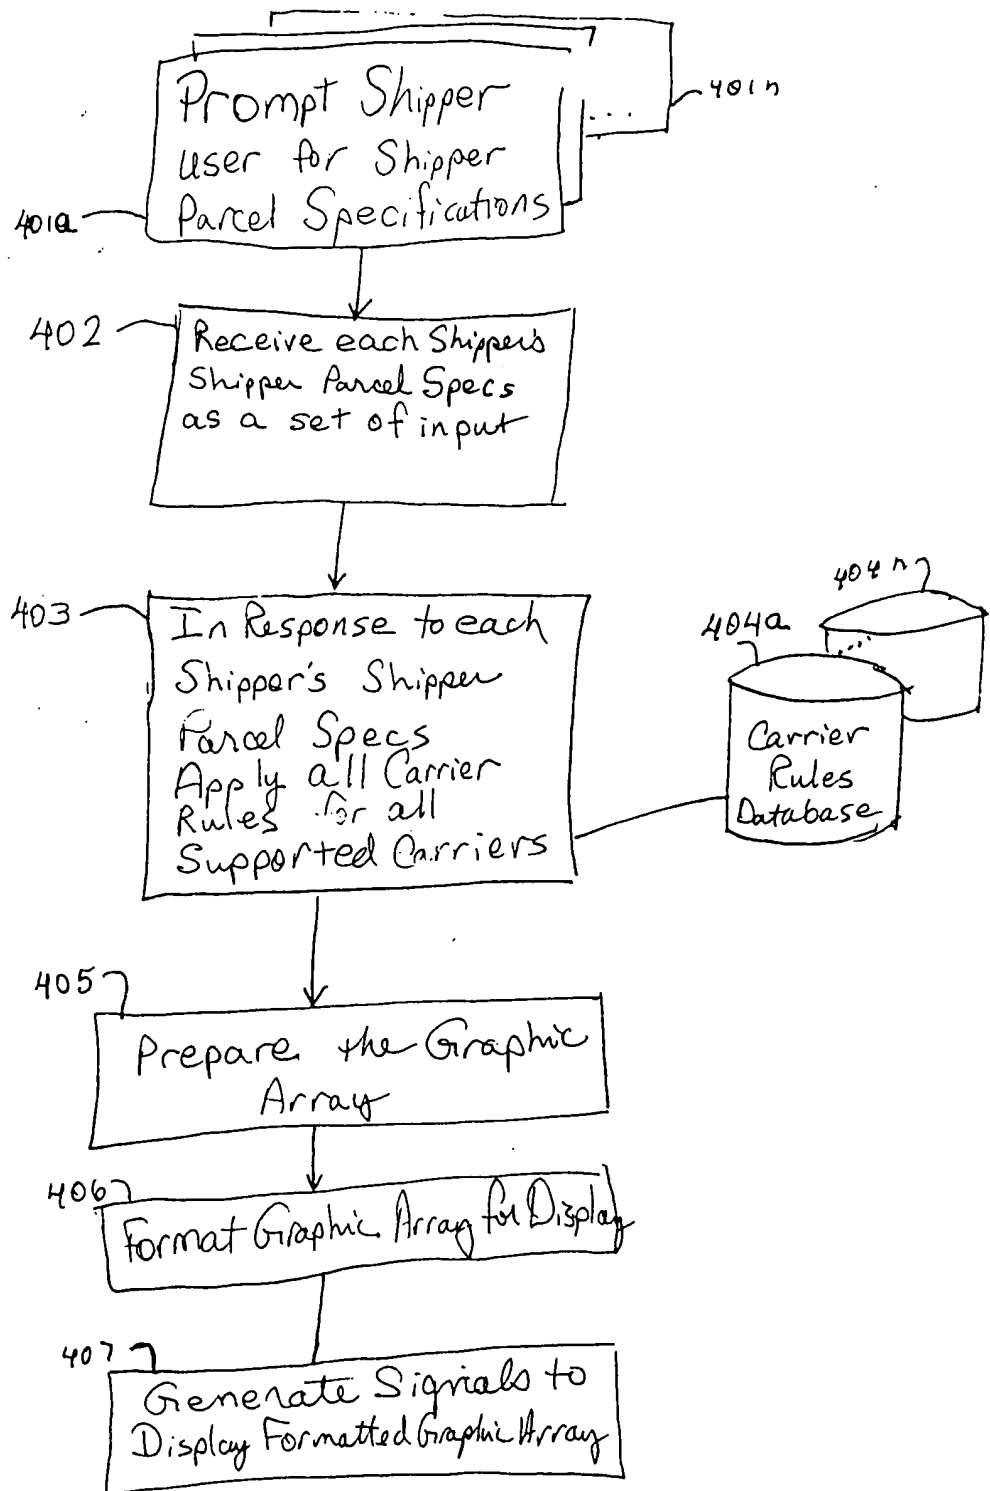 Prompt Shipper
user for Shipper
Parcel Specifications
401a
401n
...
402
Receive each Shipper's
Shipper Parcel Specs
as a set of input
403
In Response to each
Shipper's Shipper
Parcel Specs
Apply all Carrier
Rules for all
Supported Carriers
404n
404a
....
Carrier
Rules
Database
405
Prepare the Graphic
Array
406
Format Graphic Array for Display
407
Generate Signals to
Display Formatted Graphic Array